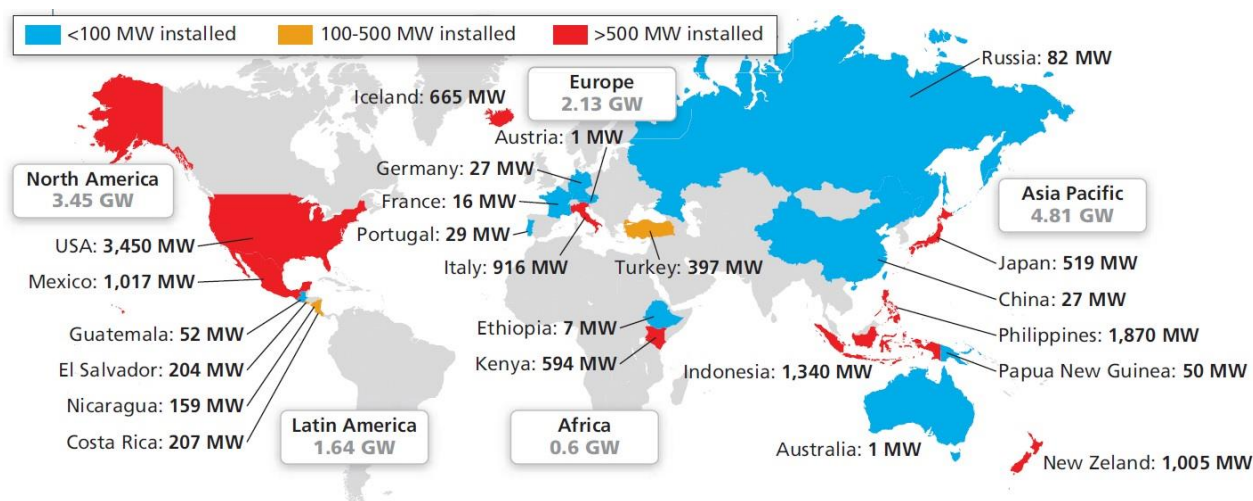 <100 MW installed
100-500 MW installed
>500 MW installed
Russia: 82 MW
Europe
2.13 GW
Iceland: 665 MW
Austria: 1 MW
Germany: 27 MW
North America
3.45 GW
Asia Pacific
4.81 GW
France: 16 MW
Portugal: 29 MW
USA: 3,450 MW
Italy: 916 MW
Turkey: 397 MW
Japan: 519 MW
Mexico: 1,017 MW
China: 27 MW
Guatemala: 52 MW
Ethiopia: 7 MW
Philippines: 1,870 MW
El Salvador: 204 MW
Kenya: 594 MW
Indonesia: 1,340 MW
Papua New Guinea: 50 MW
Nicaragua: 159 MW
Latin America
1.64 GW
Africa
0.6 GW
Costa Rica: 207 MW
Australia: 1 MW
New Zeland: 1,005 MW